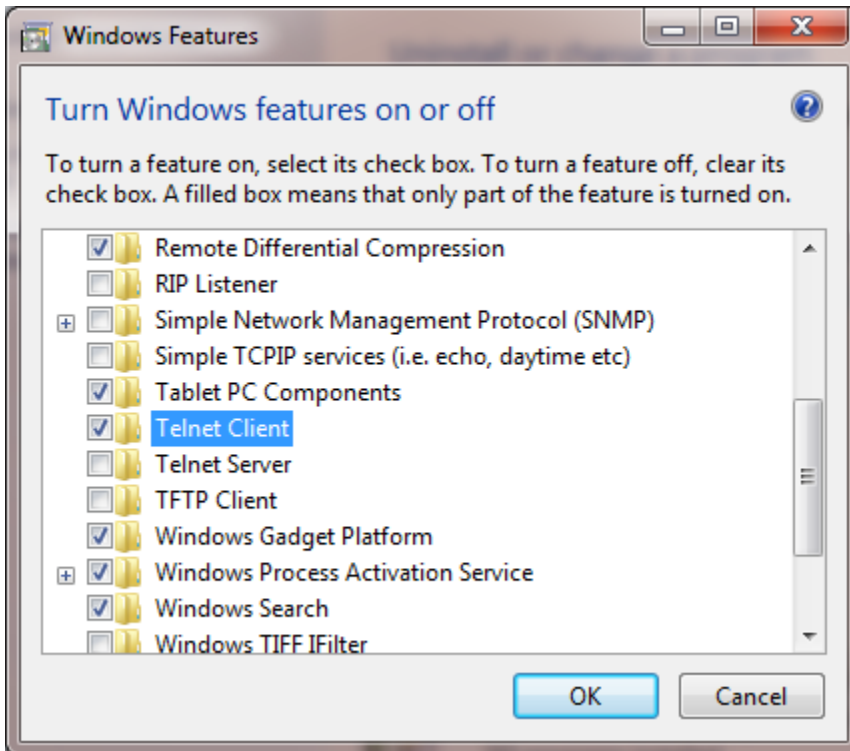 Windows Features
Turn Windows features on or off
To turn a feature on, select its check box. To turn a feature off, clear its
check box. A filled box means that only part of the feature is turned on.
Remote Differential Compression
RIP Listener
Simple Network Management Protocol (SNMP)
Simple TCPIP services (i.e. echo, daytime etc)
Tablet PC Components
Telnet Client
Telnet Server
TFTP Client
Windows Gadget Platform
Windows Process Activation Service
Windows Search
Windows TIFF IFilter
OK Cancel